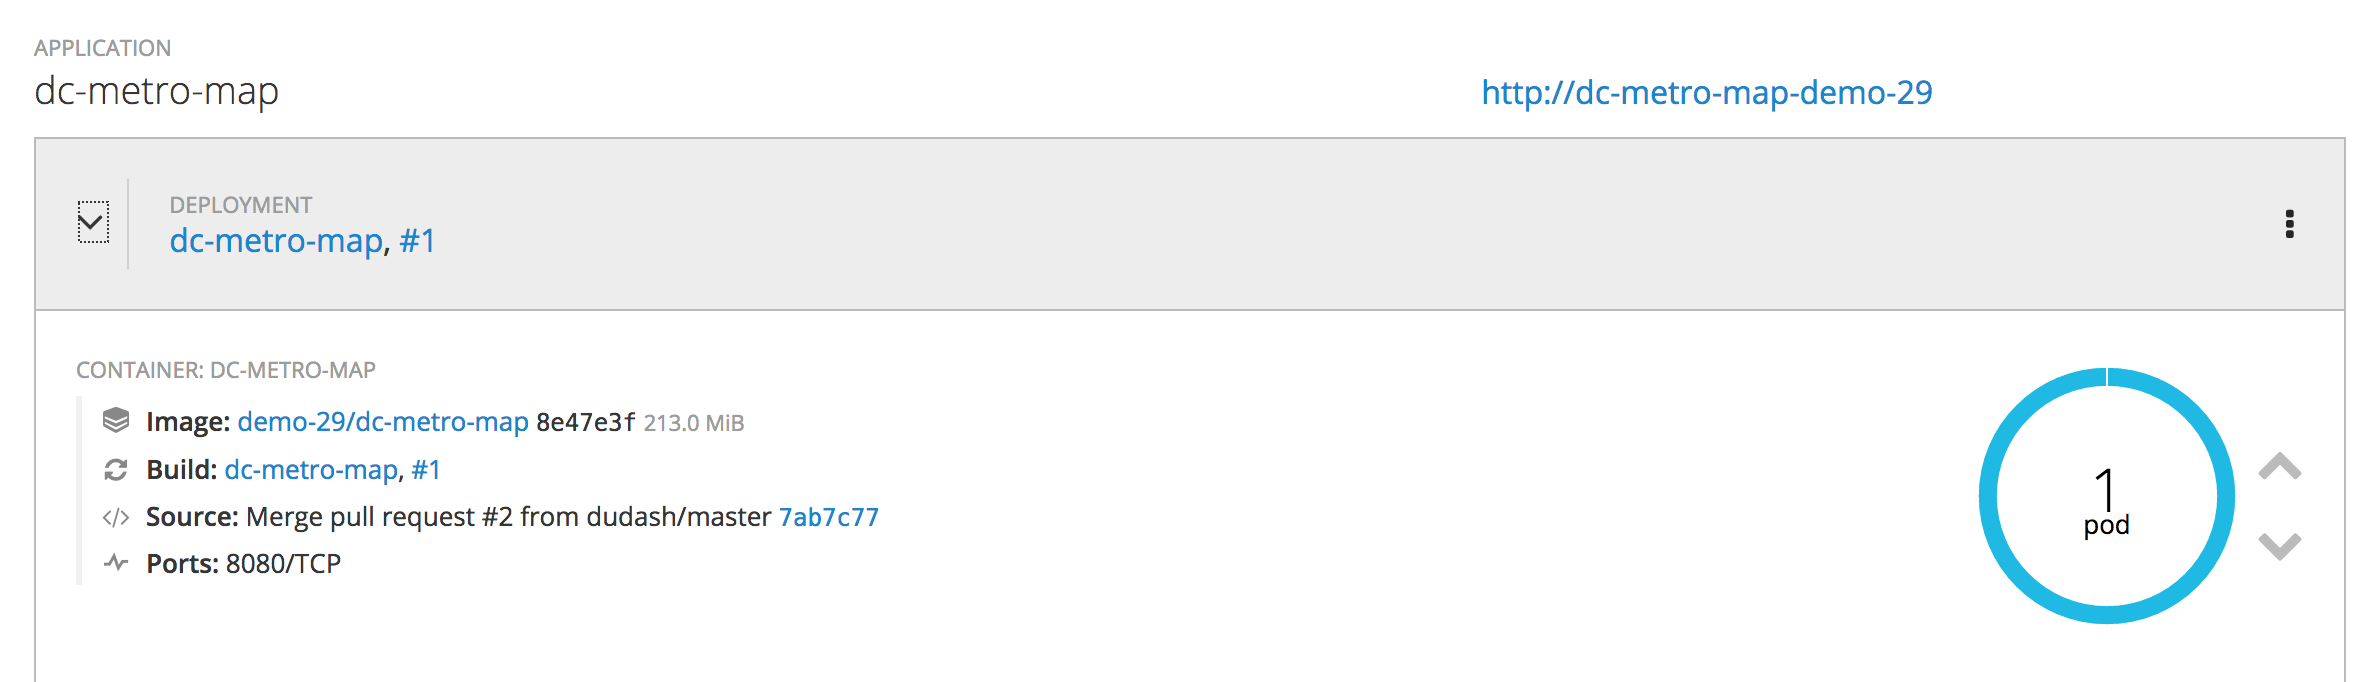 APPLICATION
dc-metro-map
http://dc-metro-map-demo-29
DEPLOYMENT
dc-metro-map, #1
CONTAINER: DC-METRO-MAP
Image: demo-29/dc-metro-map 8e47e3f 213.0 MiB
Build: dc-metro-map, #1
Source: Merge pull request #2 from dudash/master 7ab7c77
Ports: 8080/TCP
1
pod